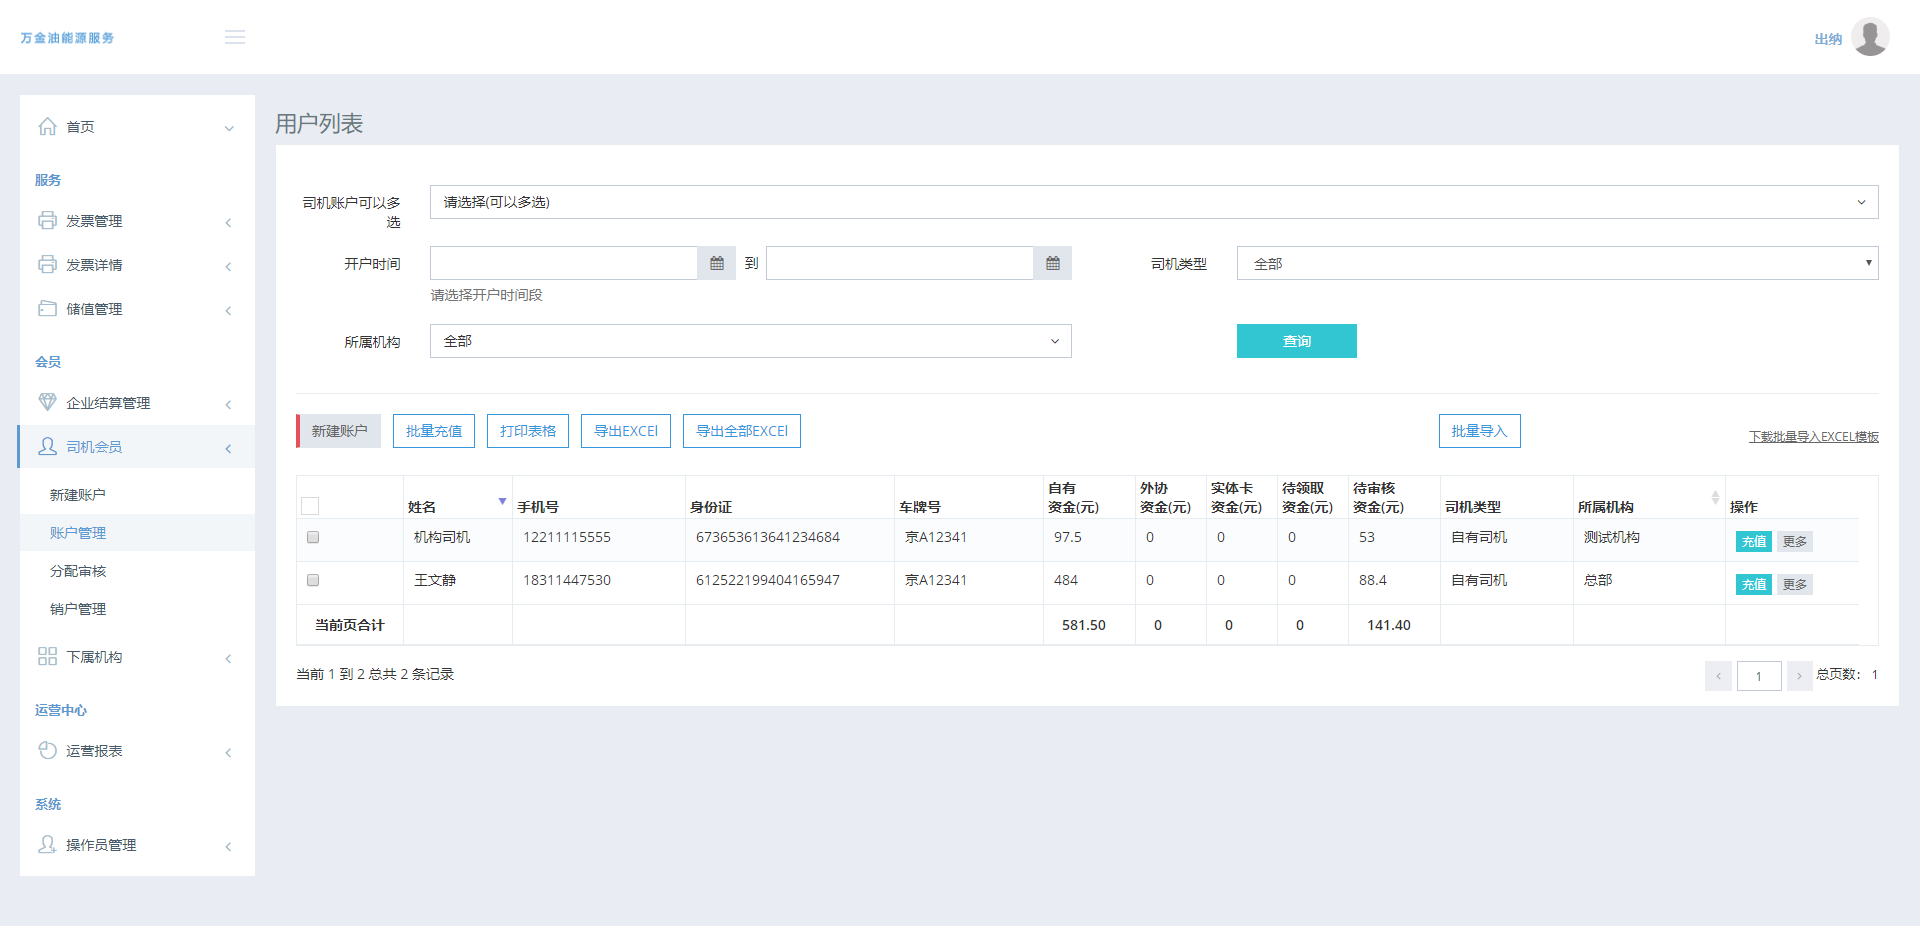 万金油能源服务
出纳
首页
服务
发票管理
发票详情
储值管理
会员
企业结算管理
司机会员
新建账户
账户管理
分配审核
销户管理
下属机构
运营中心
运营报表
系统
操作员管理
用户列表
司机账户可以多
选
请选择(可以多选)
开户时间
到
司机类型
全部
请选择开户时间段
所属机构
全部
查询
新建账户
批量充值
打印表格
导出EXCEl
导出全部EXCEl
批量导入
下载批量导入EXCEL模板
姓名 手机号 身份证 车牌号 自有 资金(元) 外协 资金(元) 实体卡 资金(元) 待领取 资金(元) 待审核 资金(元) 司机类型 所属机构 操作
机构司机 12211115555 673653613641234684 京A12341 97.5 0 0 0 53 自有司机 测试机构 充值 更多
王文静 18311447530 612522199404165947 京A12341 484 0 0 0 88.4 自有司机 总部 充值 更多
当前页合计 581.50 0 0 0 141.40
当前 1 到 2 总共 2 条记录
1
总页数： 1